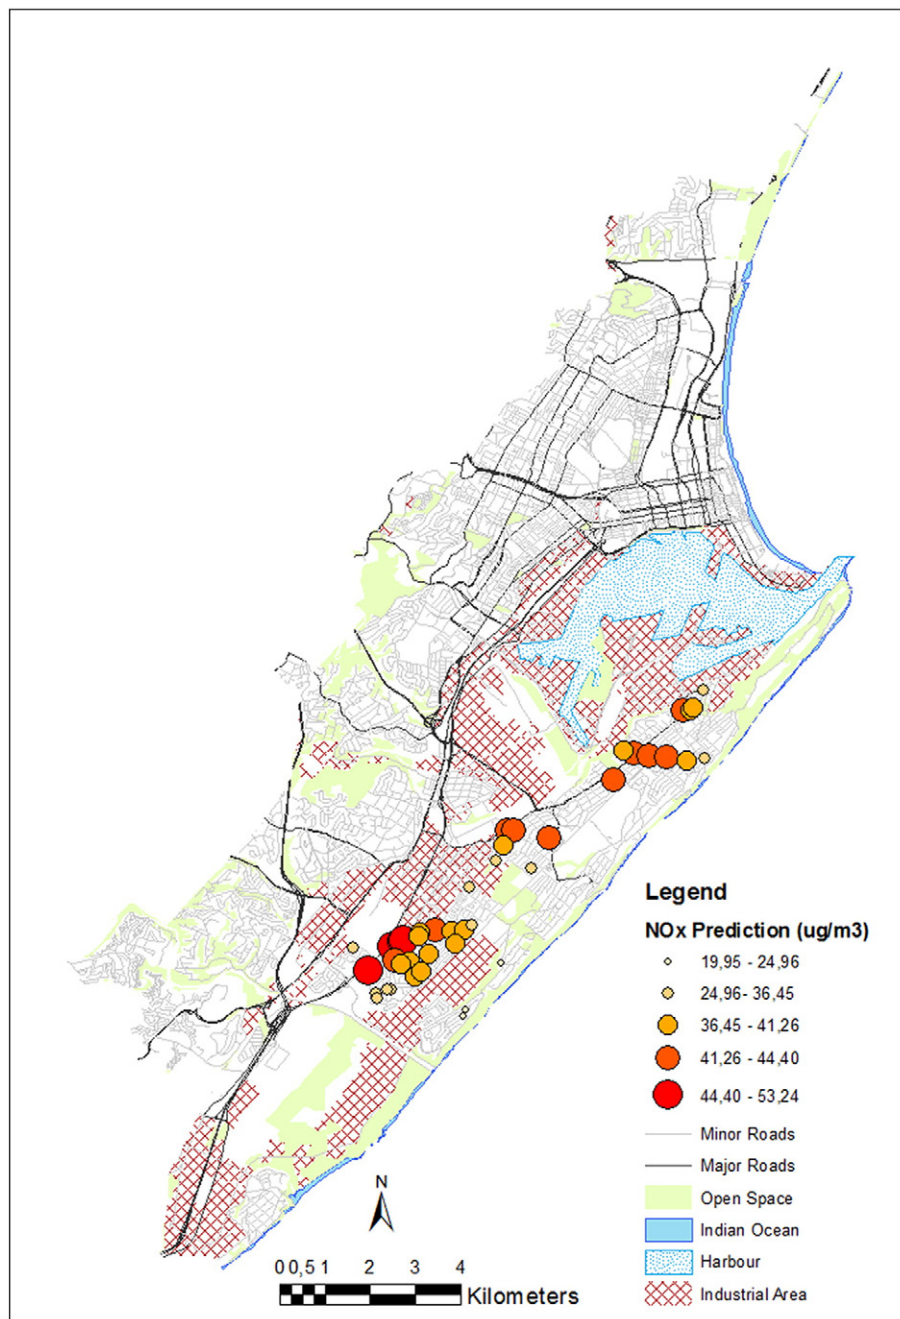 Legend
NOx Prediction (ug/m3)
19,95 - 24,96
24,96- 36,45
36,45 - 41,26
41,26 - 44,40
44,40 - 53,24
Minor Roads
Major Roads
Open Space
Indian Ocean
Harbour
Industrial Area
N
0 0,5 1 2 3 4
Kilometers